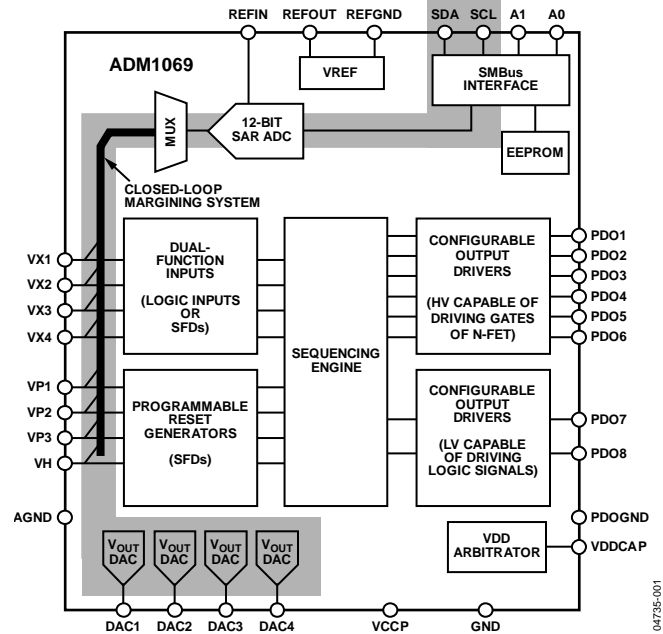 REFIN REFOUT REFGND SDA SCL A1 A0
ADM1069
VREF
SMBus
INTERFACE
MUX
12-BIT
SAR ADC
EEPROM
CLOSED-LOOP
MARGINING SYSTEM
VX1
VX2
VX3
VX4
VP1
VP2
VP3
VH
AGND
DUAL-
FUNCTION
INPUTS
(LOGIC INPUTS
OR
SFDs)
PROGRAMMABLE
RESET
GENERATORS
(SFDs)
SEQUENCING
ENGINE
CONFIGURABLE
OUTPUT
DRIVERS
(HV CAPABLE OF
DRIVING GATES
OF N-FET)
CONFIGURABLE
OUTPUT
DRIVERS
(LV CAPABLE
OF DRIVING
LOGIC SIGNALS)
PDO1
PDO2
PDO3
PDO4
PDO5
PDO6
PDO7
PDO8
PDOGND
VDDCAP
VDD
ARBITRATOR
VOUT
DAC
VOUT
DAC
VOUT
DAC
VOUT
DAC
DAC1 DAC2 DAC3 DAC4 VCCP GND
04735-001